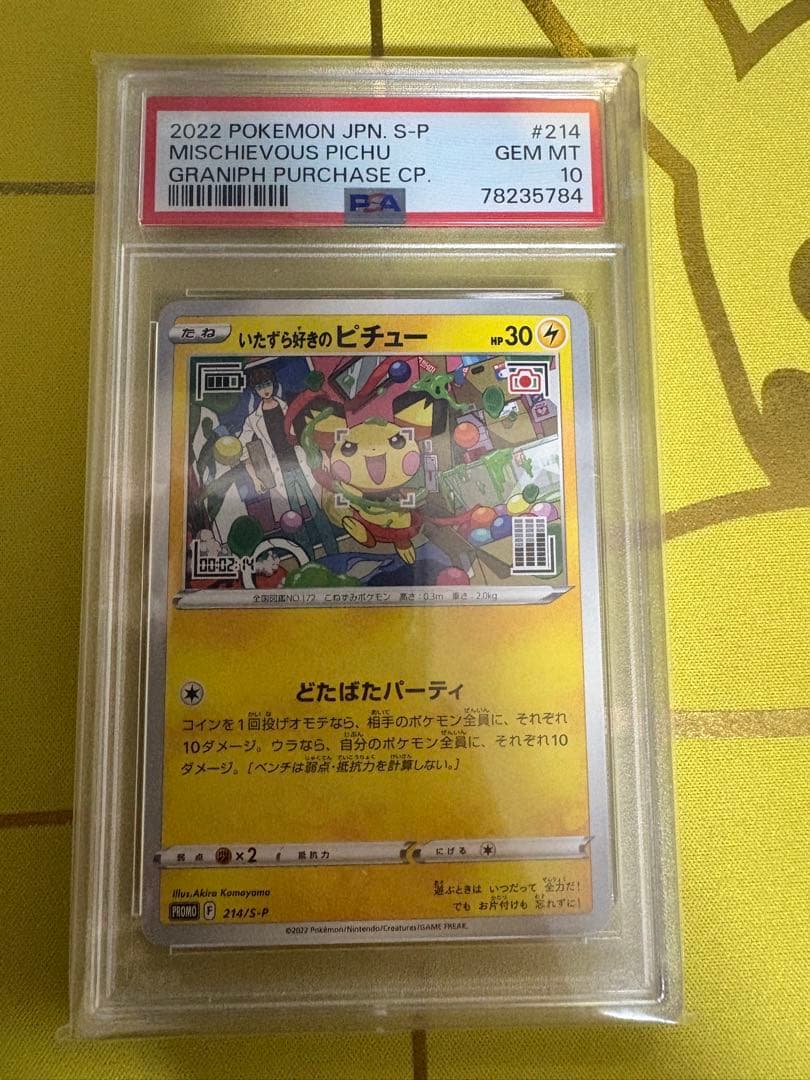 2022 POKEMON JPN. S-P #214
MISCHIEVOUS PICHU GEM MT
GRANIPH PURCHASE CP. 10
PSA 78235784
たね いたずら好きのピチュー HP30
00:02:14
全国図鑑NO.172 こねずみポケモン 高さ:0.3m 重さ:2.0kg
どたばたパーティ
コインを1回投げオモテなら、相手のポケモン全員に、それぞれ
10ダメージ。ウラなら、自分のポケモン全員に、それぞれ10
ダメージ。[ベンチは弱点・抵抗力を計算しない。]
弱点 ×2 抵抗力 にげる
illus.Akira Komayama
遊ぶときは いつだって 全力だ!
でも お片付けも 忘れずに!
PROMO F 214/S-P
©2022 Pokémon/Nintendo/Creatures/GAME FREAK.